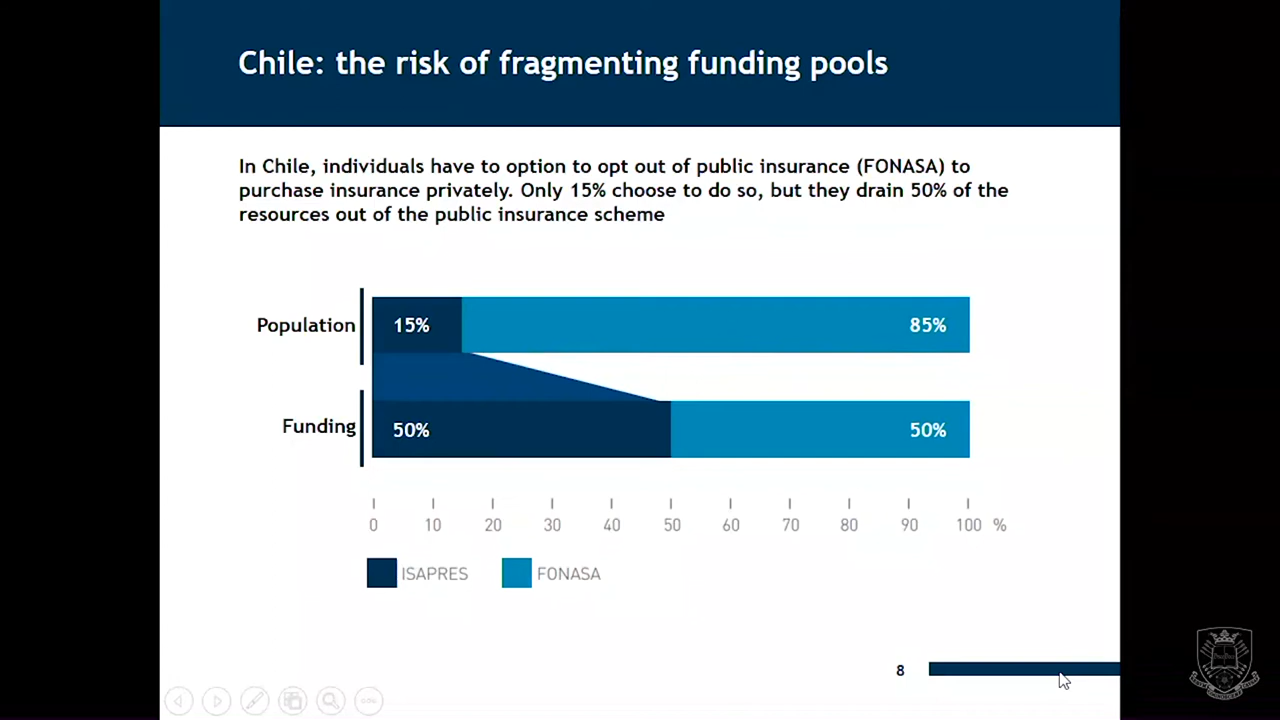 Chile: the risk of fragmenting funding pools
In Chile, individuals have to option to opt out of public insurance (FONASA) to
purchase insurance privately. Only 15% choose to do so, but they drain 50% of the
resources out of the public insurance scheme
Population 15% 85%
Funding 50% 50%
0 10 20 30 40 50 60 70 80 90 100 %
ISAPRES FONASA
8